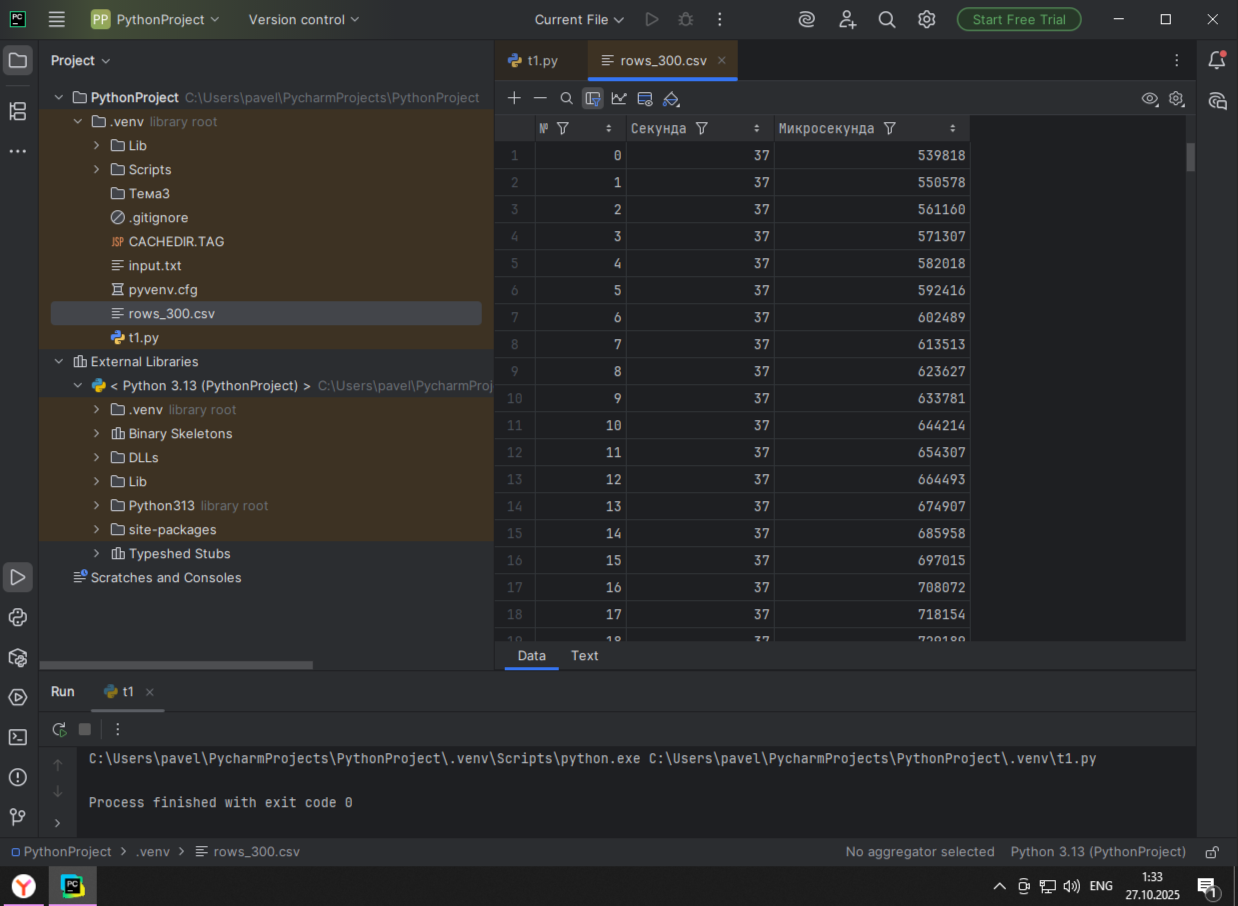 PC PP PythonProject Version control Current File Start Free Trial
Project
t1.py rows_300.csv
PythonProject C:\Users\pavel\PycharmProjects\PythonProject
.venv library root
Lib
Scripts
Тема3
.gitignore
JSP CACHEDIR.TAG
input.txt
pyvenv.cfg
rows_300.csv
t1.py
External Libraries
< Python 3.13 (PythonProject) > C:\Users\pavel\PycharmProj
.venv library root
Binary Skeletons
DLLs
Lib
Python313 library root
site-packages
Typeshed Stubs
Scratches and Consoles
№ Секунда Микросекунда
1 0 37 539818
2 1 37 550578
3 2 37 561160
4 3 37 571307
5 4 37 582018
6 5 37 592416
7 6 37 602489
8 7 37 613513
9 8 37 623627
10 9 37 633781
11 10 37 644214
12 11 37 654307
13 12 37 664493
14 13 37 674907
15 14 37 685958
16 15 37 697015
17 16 37 708072
18 17 37 718154
19 18 37 729189
Data Text
Run t1
C:\Users\pavel\PycharmProjects\PythonProject\.venv\Scripts\python.exe C:\Users\pavel\PycharmProjects\PythonProject\.venv\t1.py
Process finished with exit code 0
PythonProject > .venv > rows_300.csv No aggregator selected Python 3.13 (PythonProject)
Y PC ENG 1:33
27.10.2025 1